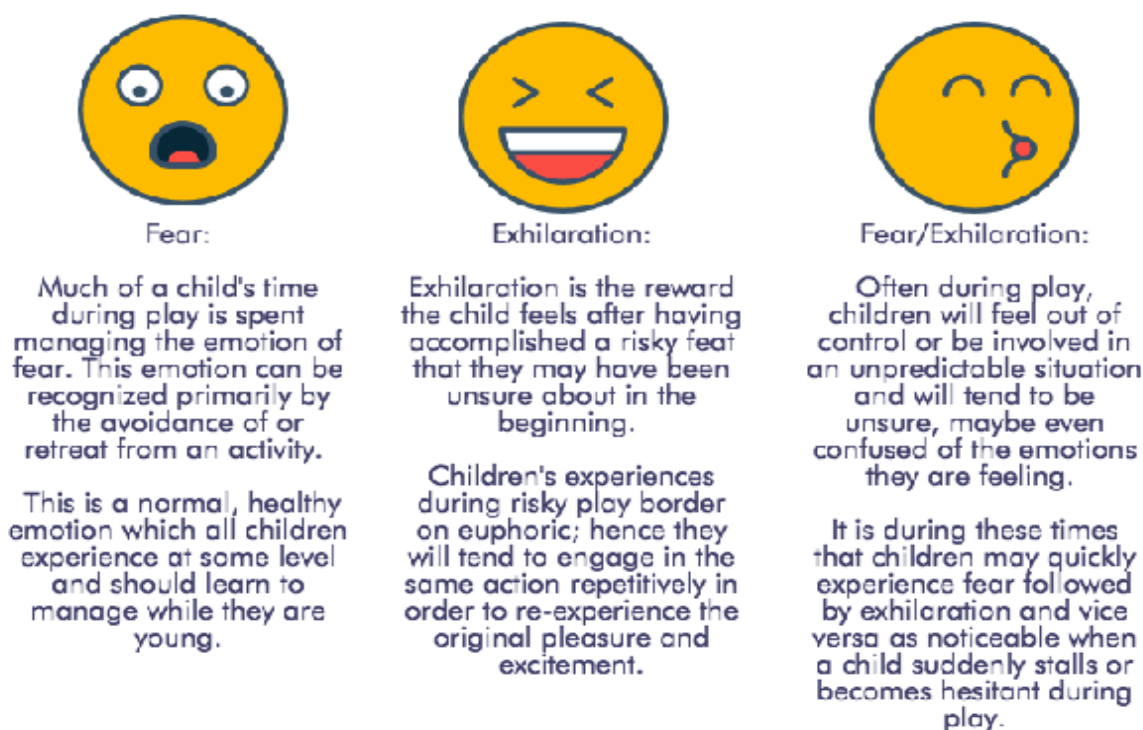 Fear:
Much of a child's time
during play is spent
managing the emotion of
fear. This emotion can be
recognized primarily by
the avoidance of or
retreat from an activity.
This is a normal, healthy
emotion which all children
experience at some level
and should learn to
manage while they are
young.
Exhilaration:
Exhilaration is the reward
the child feels after having
accomplished a risky feat
that they may have been
unsure about in the
beginning.
Children's experiences
during risky play border
on euphoric; hence they
will tend to engage in the
same action repetitively in
order to re-experience the
original pleasure and
excitement.
Fear/Exhilaration:
Often during play,
children will feel out of
control or be involved in
an unpredictable situation
and will tend to be
unsure, maybe even
confused of the emotions
they are feeling.
It is during these times
that children may quickly
experience fear followed
by exhilaration and vice
versa as noticeable when
a child suddenly stalls or
becomes hesitant during
play.